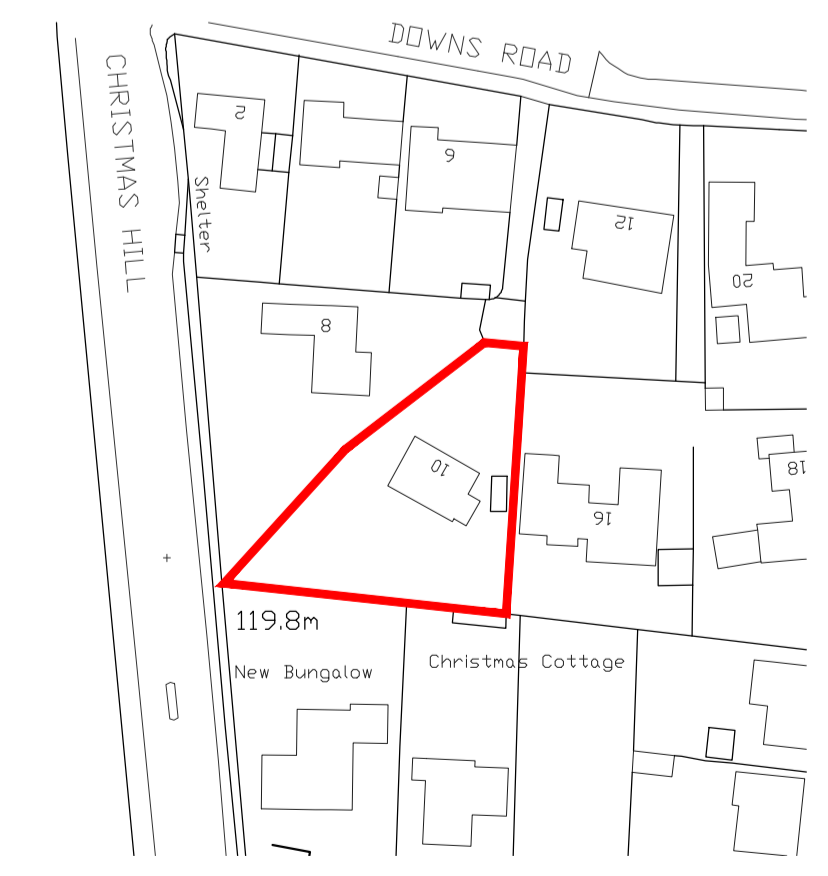 DOWNS ROAD
CHRISTMAS HILL
2
6
Shelter
12
20
8
10
18
16
119.8m
Christmas Cottage
New Bungalow